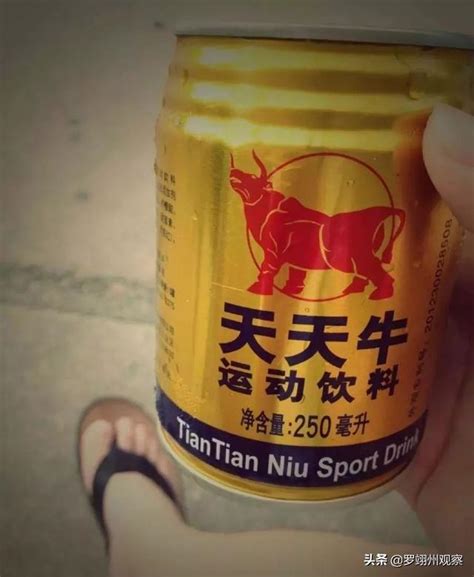 天天牛
运动饮料
净含量:250毫升
TianTian Niu Sport Drink
201230028508
头条 @罗翊州观察